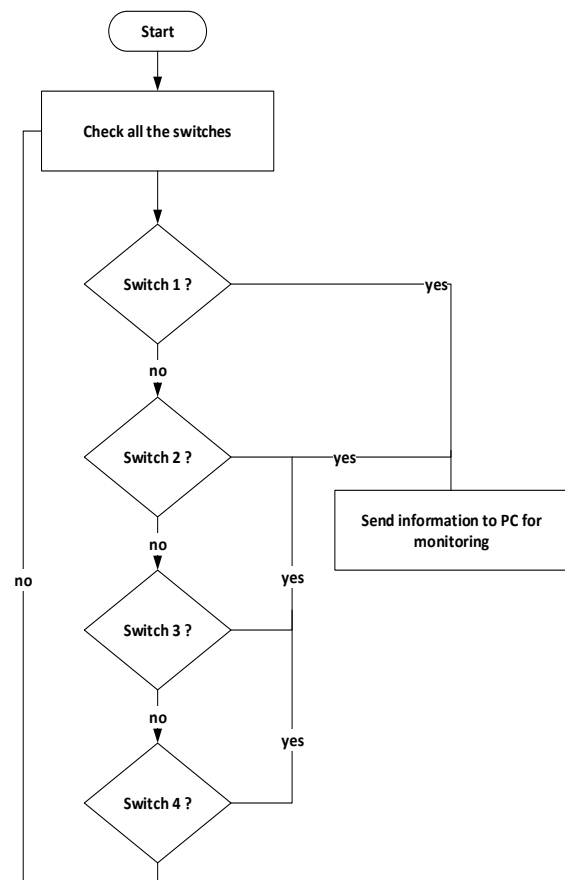 Start
Check all the switches
Switch 1 ?
yes
no
Switch 2 ?
yes
Send information to PC for
monitoring
no
yes
no
Switch 3 ?
no
yes
Switch 4 ?